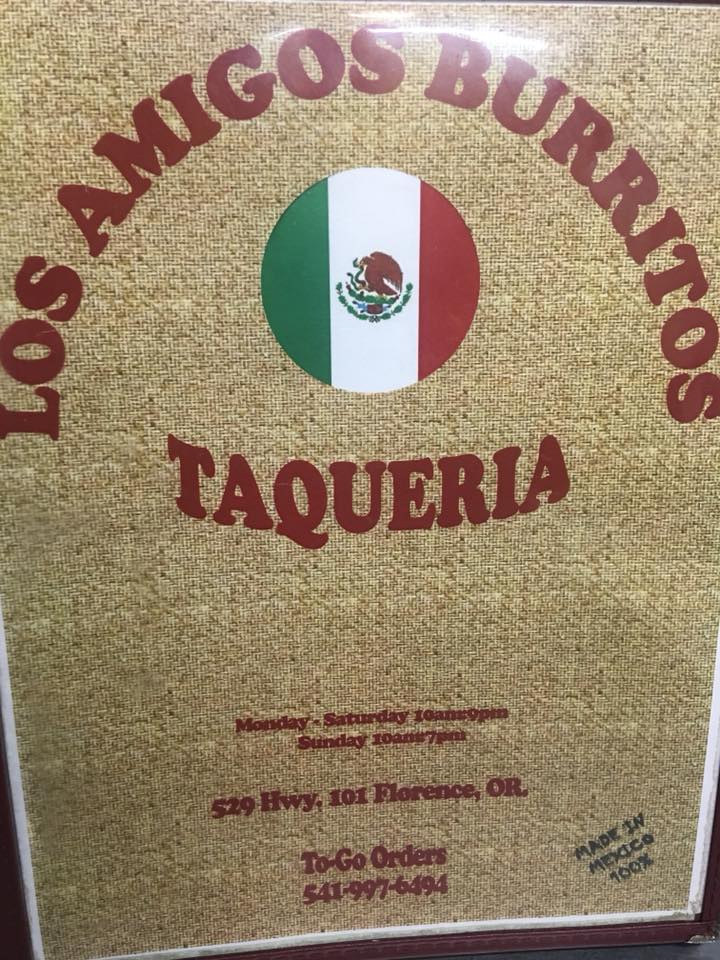 LOS AMIGOS BURRITOS
TAQUERIA
Monday - Saturday 10am-9pm
Sunday 10am-7pm
529 Hwy. 101 Florence, OR.
To-Go Orders
541-997-6494
MADE IN
MEXICO
100%